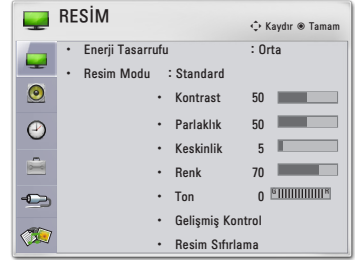 RESİM
Kaydır Tamam
• Enerji Tasarrufu : Orta
• Resim Modu : Standard
• Kontrast 50
• Parlaklık 50
• Keskinlik 5
• Renk 70
• Ton 0 G R
• Gelişmiş Kontrol
• Resim Sıfırlama